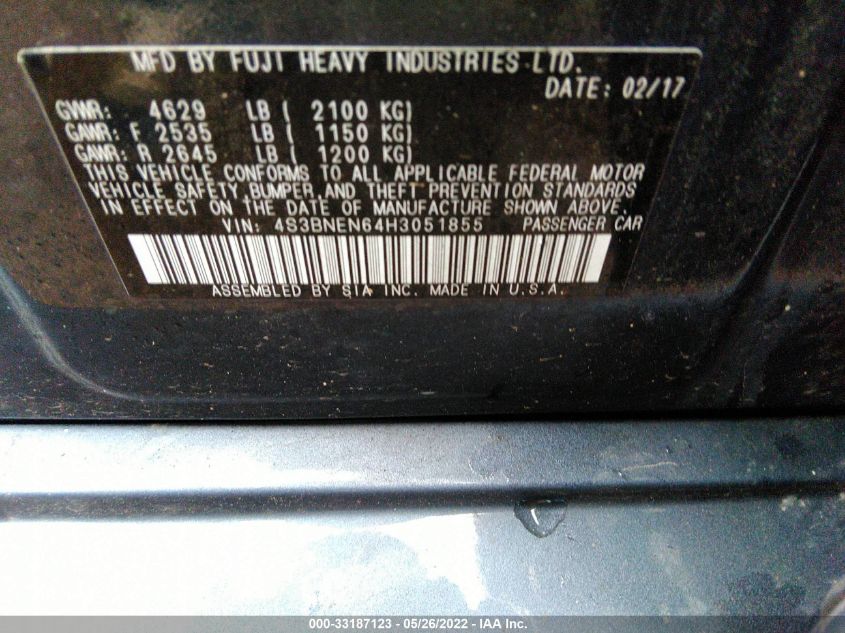 MFD BY FUJI HEAVY INDUSTRIES LTD.
DATE: 02/17
GVWR: 4629 LB ( 2100 KG)
GAWR: F 2535 LB ( 1150 KG)
GAWR: R 2645 LB ( 1200 KG)
THIS VEHICLE CONFORMS TO ALL APPLICABLE FEDERAL MOTOR
VEHICLE SAFETY, BUMPER, AND THEFT PREVENTION STANDARDS
IN EFFECT ON THE DATE OF MANUFACTURE SHOWN ABOVE.
VIN: 4S3BNEN64H3051855 PASSENGER CAR
ASSEMBLED BY SIA INC. MADE IN U.S.A.
000-33187123 - 05/26/2022 - IAA Inc.